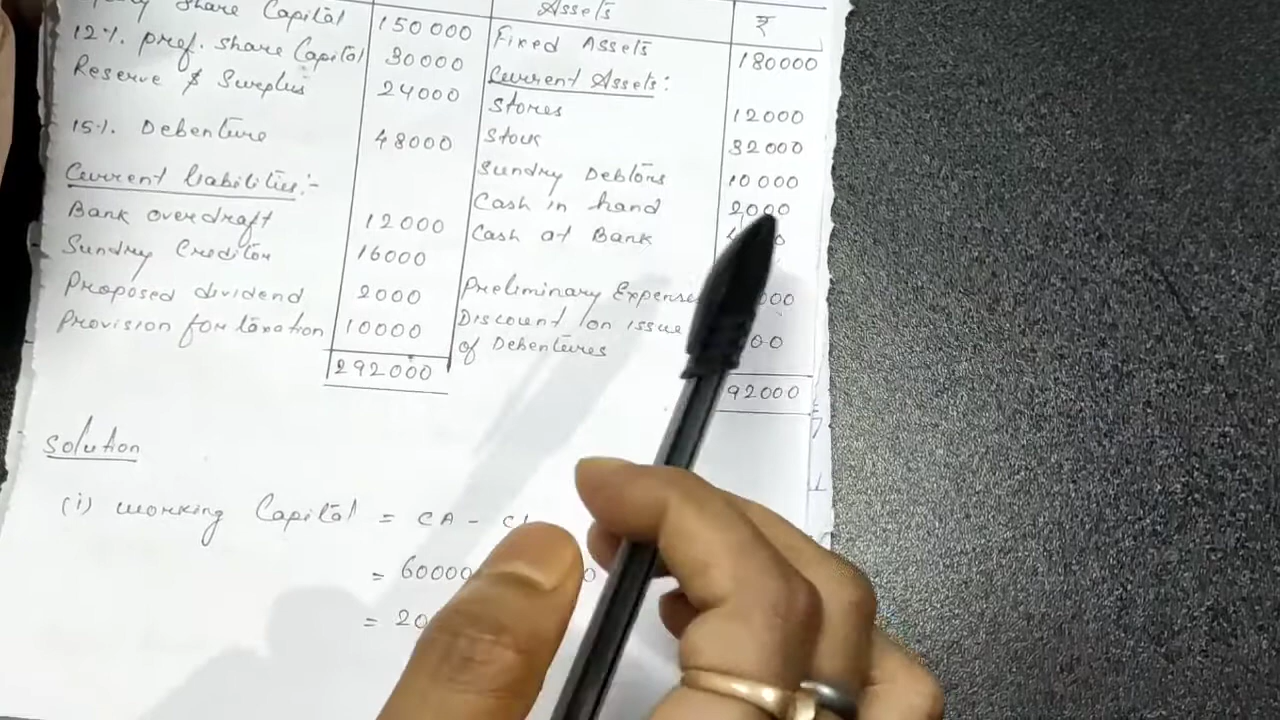 Share Capital 150000
12%. pref. share Capital 30000
Reserve & Surplus 24000
15%. Debenture 48000
Current liabilities:-
Bank overdraft 12000
Sundry Creditor 16000
Proposed dividend 2000
Provision for taxation 10000
292000
Assets ₹
Fixed Assets 180000
Current Assets:
Stores 12000
Stock 32000
Sundry Debtors 10000
Cash in hand 2000
Cash at Bank
Preliminary Expenses
Discount on issue
of Debentures
92000
Solution
(i) working Capital = CA - CL
= 60000
= 20